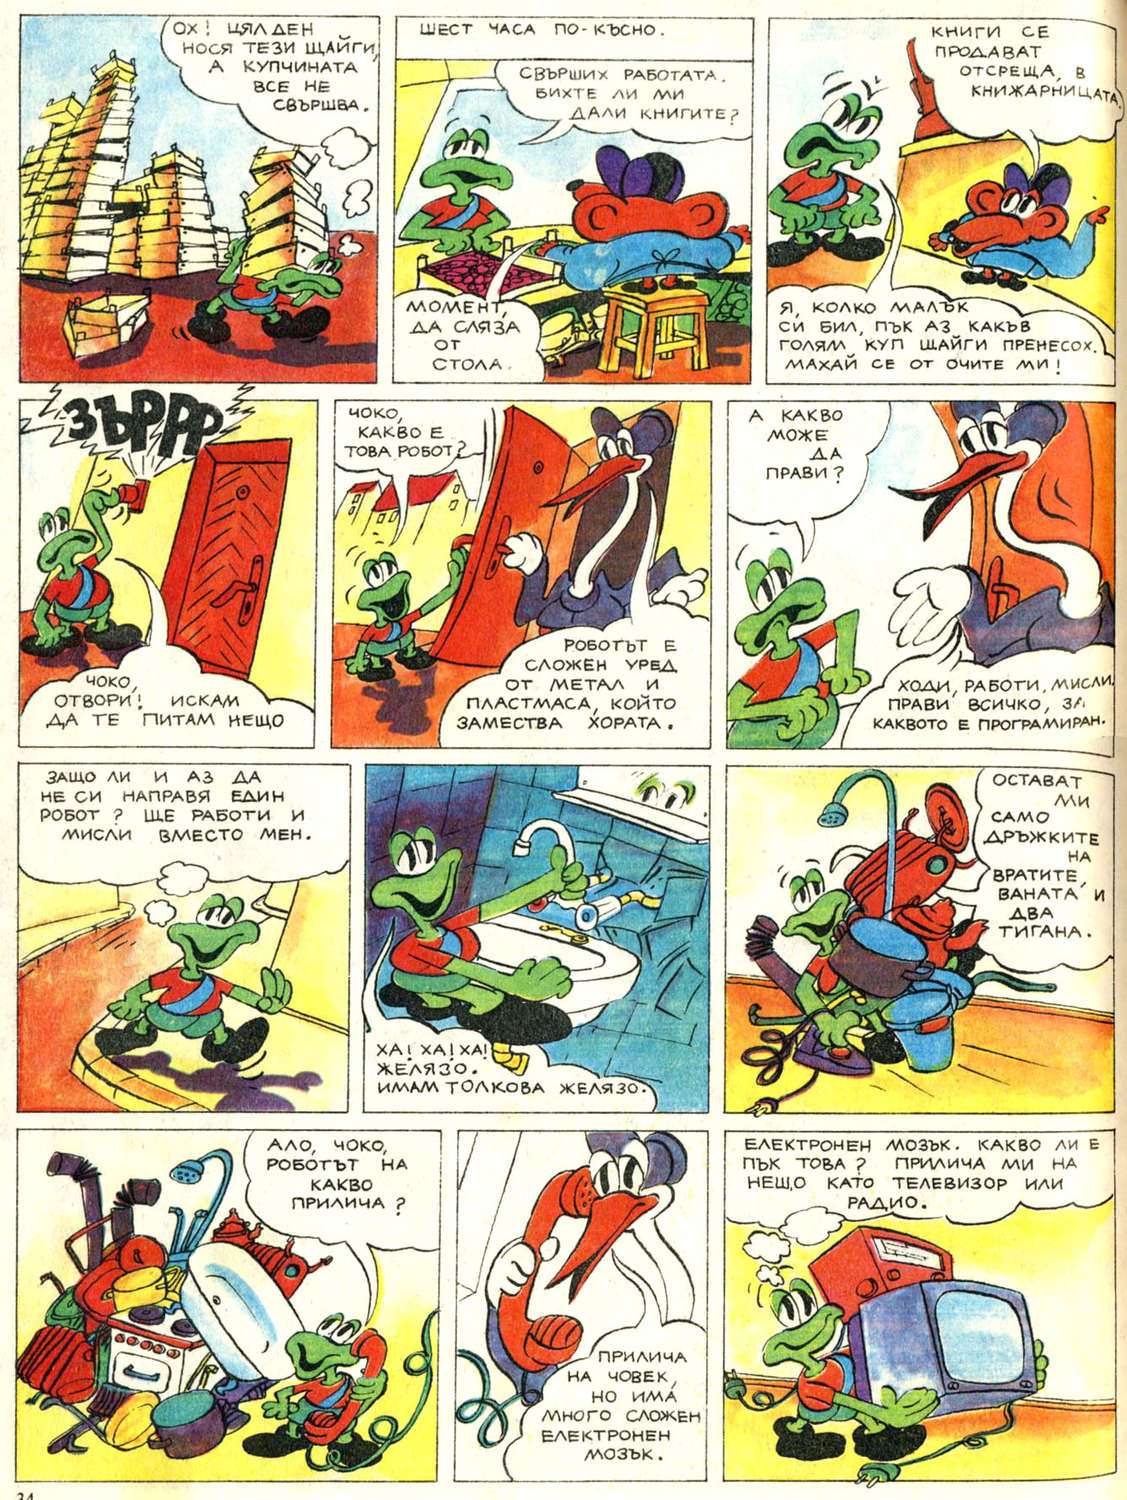 ОХ! ЦЯЛ ДЕН
НОСЯ ТЕЗИ ЩАЙГИ,
А КУПЧИНАТА
ВСЕ НЕ
СВЪРШВА.
ШЕСТ ЧАСА ПО-КЪСНО.
СВЪРШИХ РАБОТАТА.
БИХТЕ ЛИ МИ
ДАЛИ КНИГИТЕ?
МОМЕНТ,
ДА СЛЯЗА
ОТ
СТОЛА.
КНИГИ СЕ
ПРОДАВАТ
ОТСРЕЩА, В
КНИЖАРНИЦАТА.
Я, КОЛКО МАЛЪК
СИ БИЛ, ПЪК АЗ КАКЪВ
ГОЛЯМ КУП ЩАЙГИ ПРЕНЕСОХ.
МАХАЙ СЕ ОТ ОЧИТЕ МИ!
ЗЪРРР
ЧОКО,
ОТВОРИ! ИСКАМ
ДА ТЕ ПИТАМ НЕЩО
ЧОКО,
КАКВО Е
ТОВА РОБОТ?
РОБОТЪТ Е
СЛОЖЕН УРЕД
ОТ МЕТАЛ И
ПЛАСТМАСА, КОЙТО
ЗАМЕСТВА ХОРАТА.
А КАКВО
МОЖЕ
ДА
ПРАВИ?
ХОДИ, РАБОТИ, МИСЛИ.
ПРАВИ ВСИЧКО, ЗА
КАКВОТО Е ПРОГРАМИРАН.
ЗАЩО ЛИ И АЗ ДА
НЕ СИ НАПРАВЯ ЕДИН
РОБОТ? ЩЕ РАБОТИ И
МИСЛИ ВМЕСТО МЕН.
ХА! ХА! ХА!
ЖЕЛЯЗО.
ИМАМ ТОЛКОВА ЖЕЛЯЗО.
ОСТАВАТ
МИ
САМО
ДРЪЖКИТЕ
НА
ВРАТИТЕ,
ВАНАТА И
ДВА
ТИГАНА.
АЛО, ЧОКО,
РОБОТЪТ НА
КАКВО
ПРИЛИЧА?
ПРИЛИЧА
НА ЧОВЕК,
НО ИМА
МНОГО СЛОЖЕН
ЕЛЕКТРОНЕН
МОЗЪК.
ЕЛЕКТРОНЕН МОЗЪК. КАКВО ЛИ Е
ПЪК ТОВА? ПРИЛИЧА МИ НА
НЕЩО КАТО ТЕЛЕВИЗОР ИЛИ
РАДИО.
34